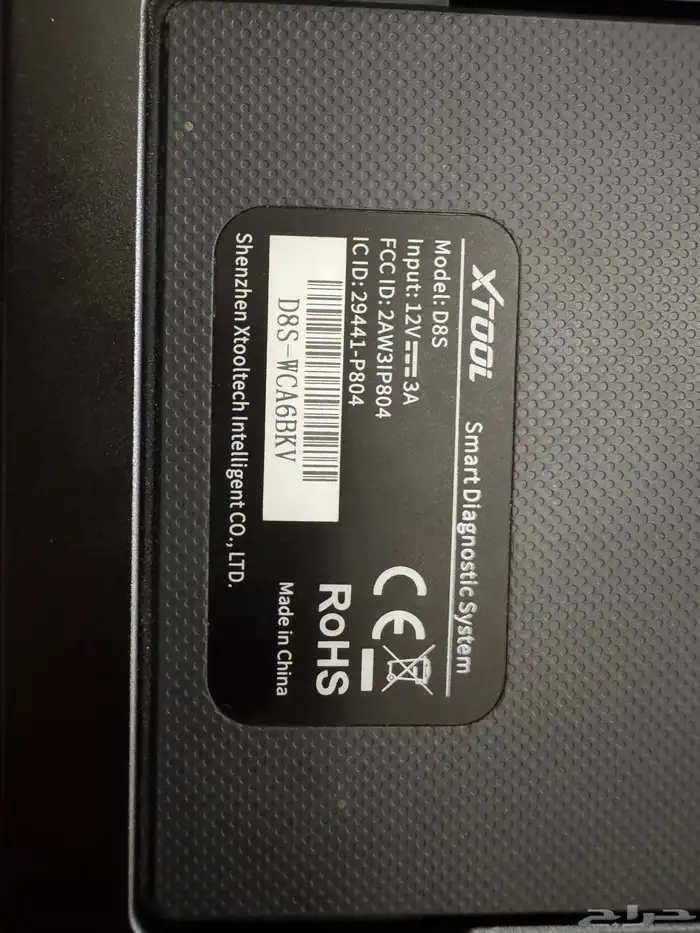 XTOOL Smart Diagnostic System
Model: D8S
Input: 12V⎓3A
FCC ID: 2AW3IP804
IC ID: 29441-P804
D8S-WCA6BKV
Shenzhen Xtooltech Intelligent CO., LTD.
CE
RoHS
Made in China
حراج